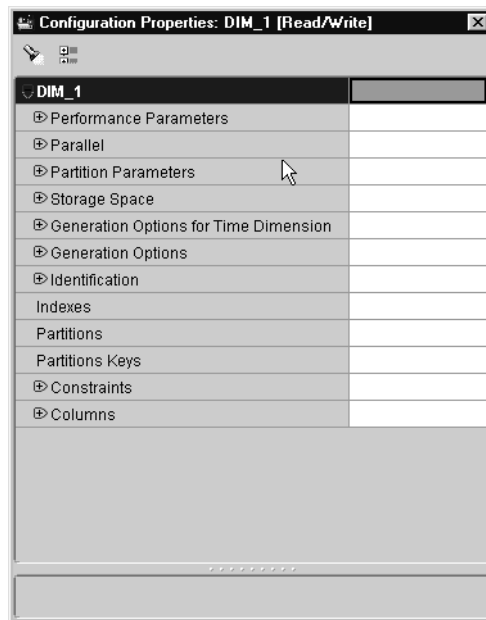 Configuration Properties: DIM_1 [Read/Write]
DIM_1
Performance Parameters
Parallel
Partition Parameters
Storage Space
Generation Options for Time Dimension
Generation Options
Identification
Indexes
Partitions
Partitions Keys
Constraints
Columns